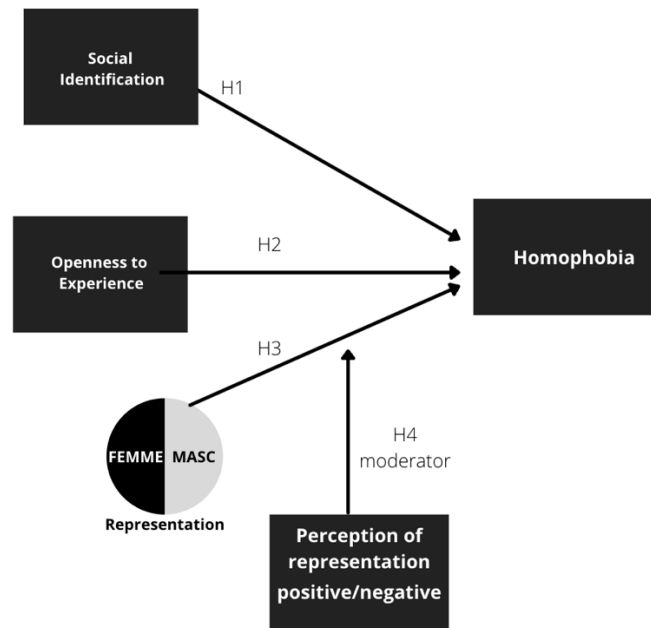 Social
Identification
H1
Openness to
Experience
H2
Homophobia
H3
FEMME MASC
Representation
H4
moderator
Perception of
representation
positive/negative